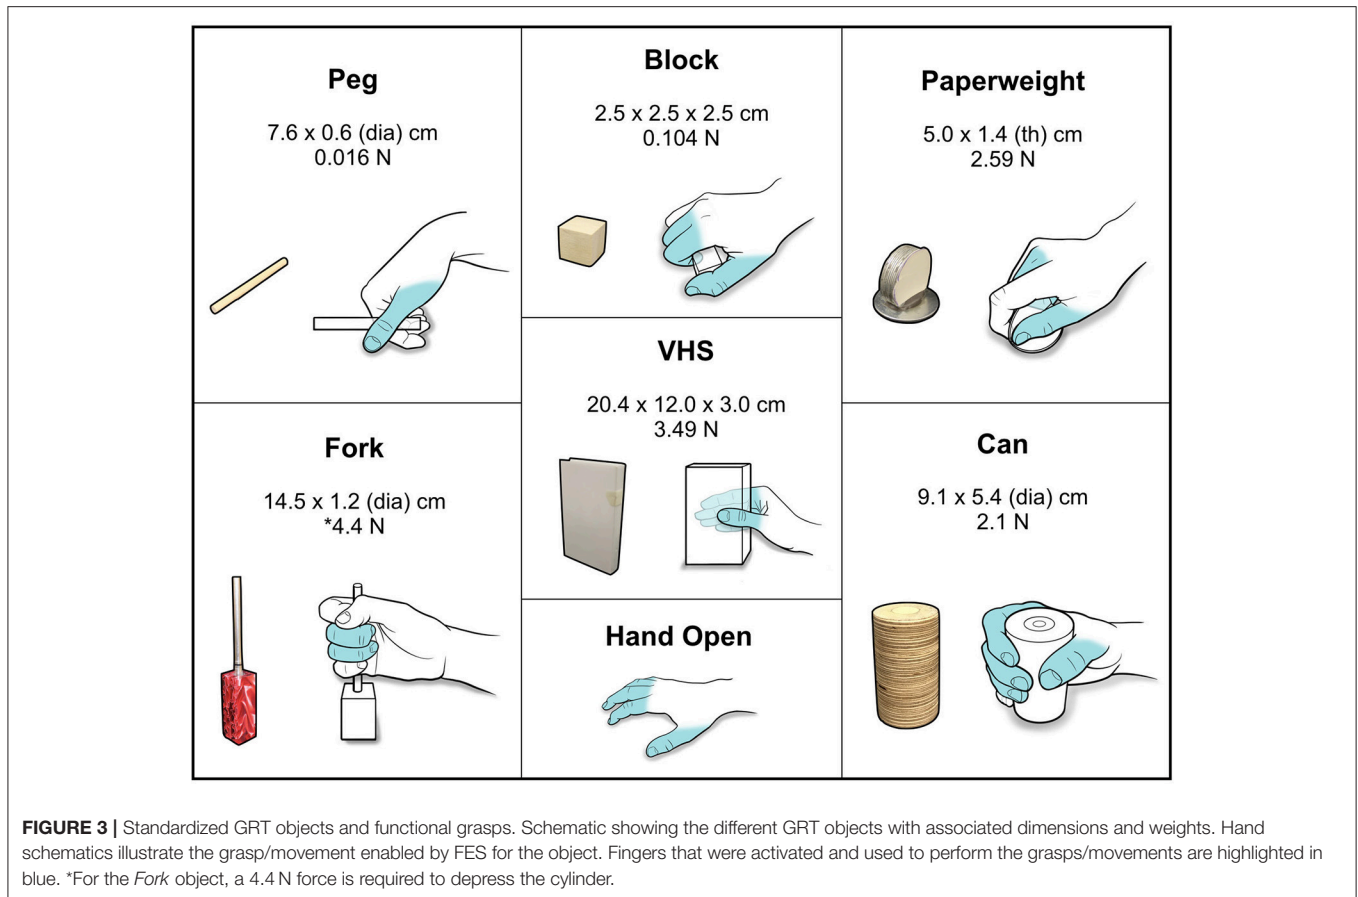 Peg
7.6 x 0.6 (dia) cm
0.016 N
Block
2.5 x 2.5 x 2.5 cm
0.104 N
Paperweight
5.0 x 1.4 (th) cm
2.59 N
VHS
20.4 x 12.0 x 3.0 cm
3.49 N
Fork
14.5 x 1.2 (dia) cm
*4.4 N
Hand Open
Can
9.1 x 5.4 (dia) cm
2.1 N
FIGURE 3 | Standardized GRT objects and functional grasps. Schematic showing the different GRT objects with associated dimensions and weights. Hand
schematics illustrate the grasp/movement enabled by FES for the object. Fingers that were activated and used to perform the grasps/movements are highlighted in
blue. *For the Fork object, a 4.4 N force is required to depress the cylinder.